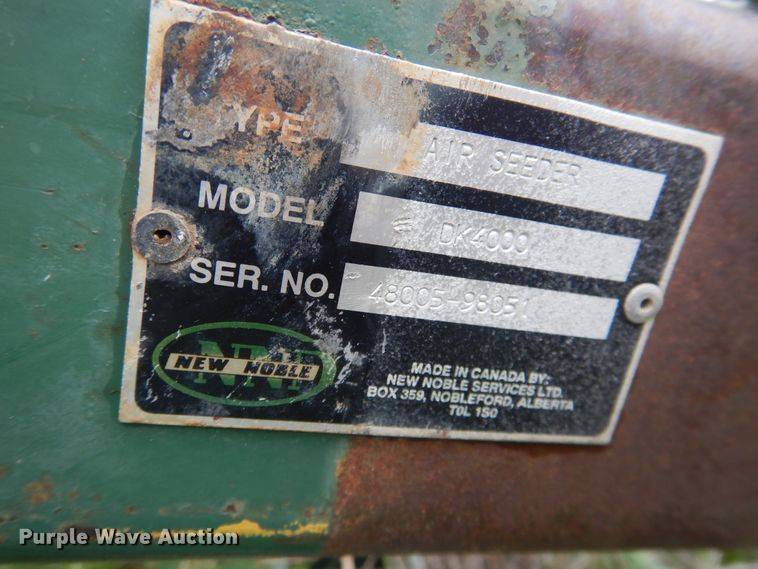 TYPE AIR SEEDER
MODEL DK4000
SER. NO. 48005-98051
NEW NOBLE
MADE IN CANADA BY:
NEW NOBLE SERVICES LTD.
BOX 359, NOBLEFORD, ALBERTA
T0L 1S0
Purple Wave Auction